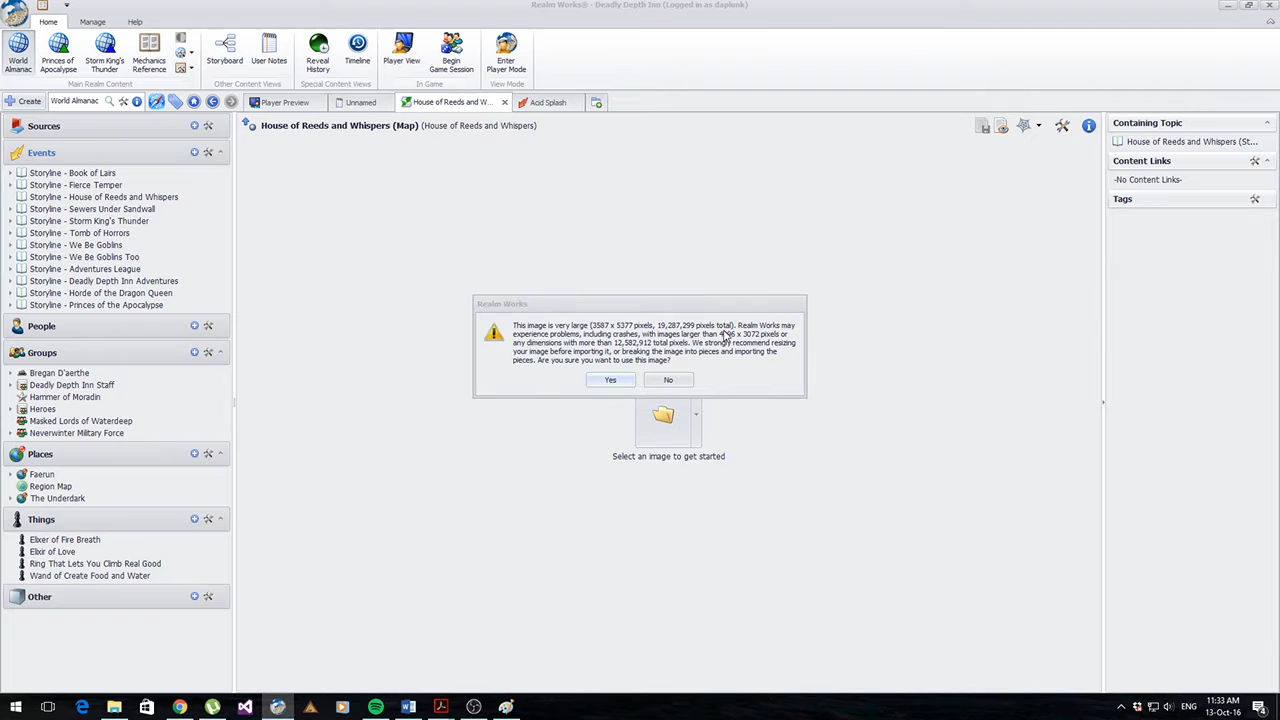 Realm Works® - Deadly Depth Inn (Logged in as daplunk)
Home
Manage
Help
World Almanac
Princes of Apocalypse
Storm King's Thunder
Mechanics Reference
Storyboard
User Notes
Reveal History
Timeline
Player View
Begin Game Session
Enter Player Mode
Main Realm Content
Other Content Views
Special Content Views
In Game
View Mode
Create
World Almanac
Player Preview
Unnamed
House of Reeds and W...
Acid Splash
Sources
Events
Storyline - Book of Lairs
Storyline - Fierce Temper
Storyline - House of Reeds and Whispers
Storyline - Sewers Under Sandwall
Storyline - Storm King's Thunder
Storyline - Tomb of Horrors
Storyline - We Be Goblins
Storyline - We Be Goblins Too
Storyline - Adventures League
Storyline - Deadly Depth Inn Adventures
Storyline - Horde of the Dragon Queen
Storyline - Princes of the Apocalypse
People
Groups
Bregan D'aerthe
Deadly Depth Inn Staff
Hammer of Moradin
Heroes
Masked Lords of Waterdeep
Neverwinter Military Force
Places
Faerun
Region Map
The Underdark
Things
Elixer of Fire Breath
Elixir of Love
Ring That Lets You Climb Real Good
Wand of Create Food and Water
Other
House of Reeds and Whispers (Map) (House of Reeds and Whispers)
Realm Works
This image is very large (3587 x 5377 pixels, 19,287,299 pixels total). Realm Works may
experience problems, including crashes, with images larger than x 3072 pixels or
any dimensions with more than 12,582,912 total pixels. We strongly recommend resizing
your image before importing it, or breaking the image into pieces and importing the
pieces. Are you sure you want to use this image?
Yes
No
Select an image to get started
Containing Topic
House of Reeds and Whispers (St...
Content Links
-No Content Links-
Tags
ENG
11:33 AM
13-Oct-16